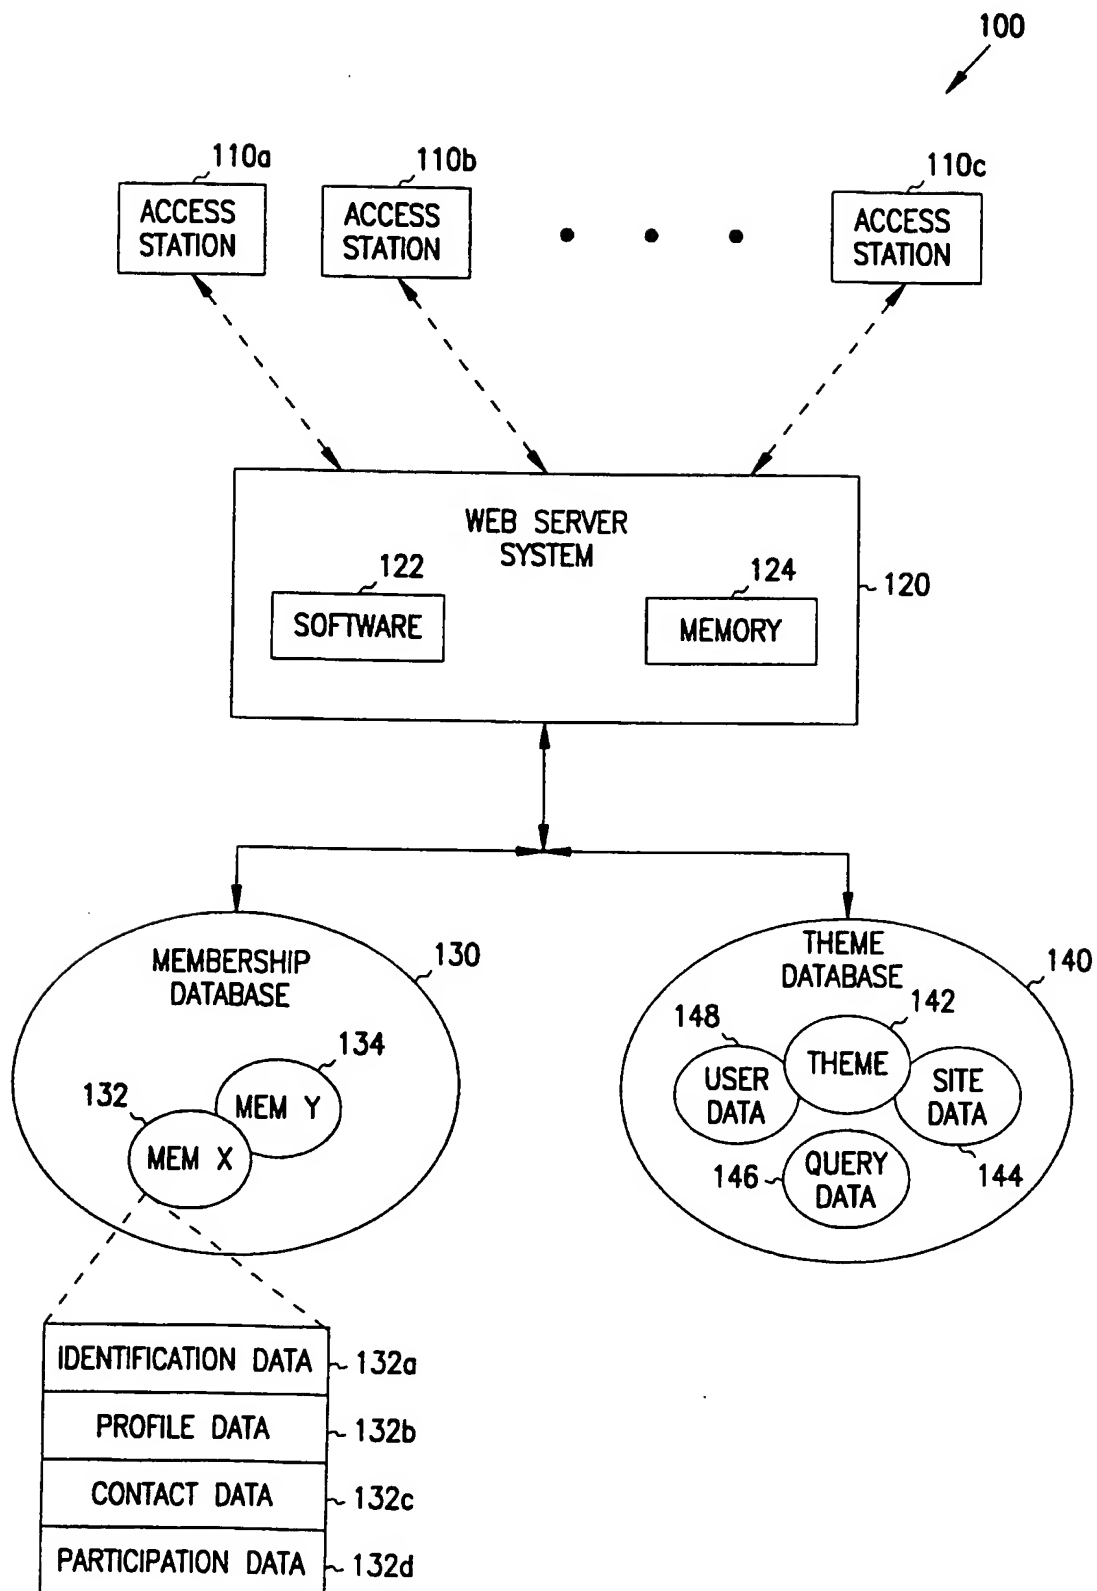 100
110a
110b
110c
ACCESS
STATION
ACCESS
STATION
ACCESS
STATION
WEB SERVER
SYSTEM
122
124
120
SOFTWARE
MEMORY
MEMBERSHIP
DATABASE
130
134
132
MEM Y
MEM X
THEME
DATABASE
140
142
148
THEME
USER
DATA
SITE
DATA
146
QUERY
DATA
144
IDENTIFICATION DATA
132a
PROFILE DATA
132b
CONTACT DATA
132c
PARTICIPATION DATA
132d